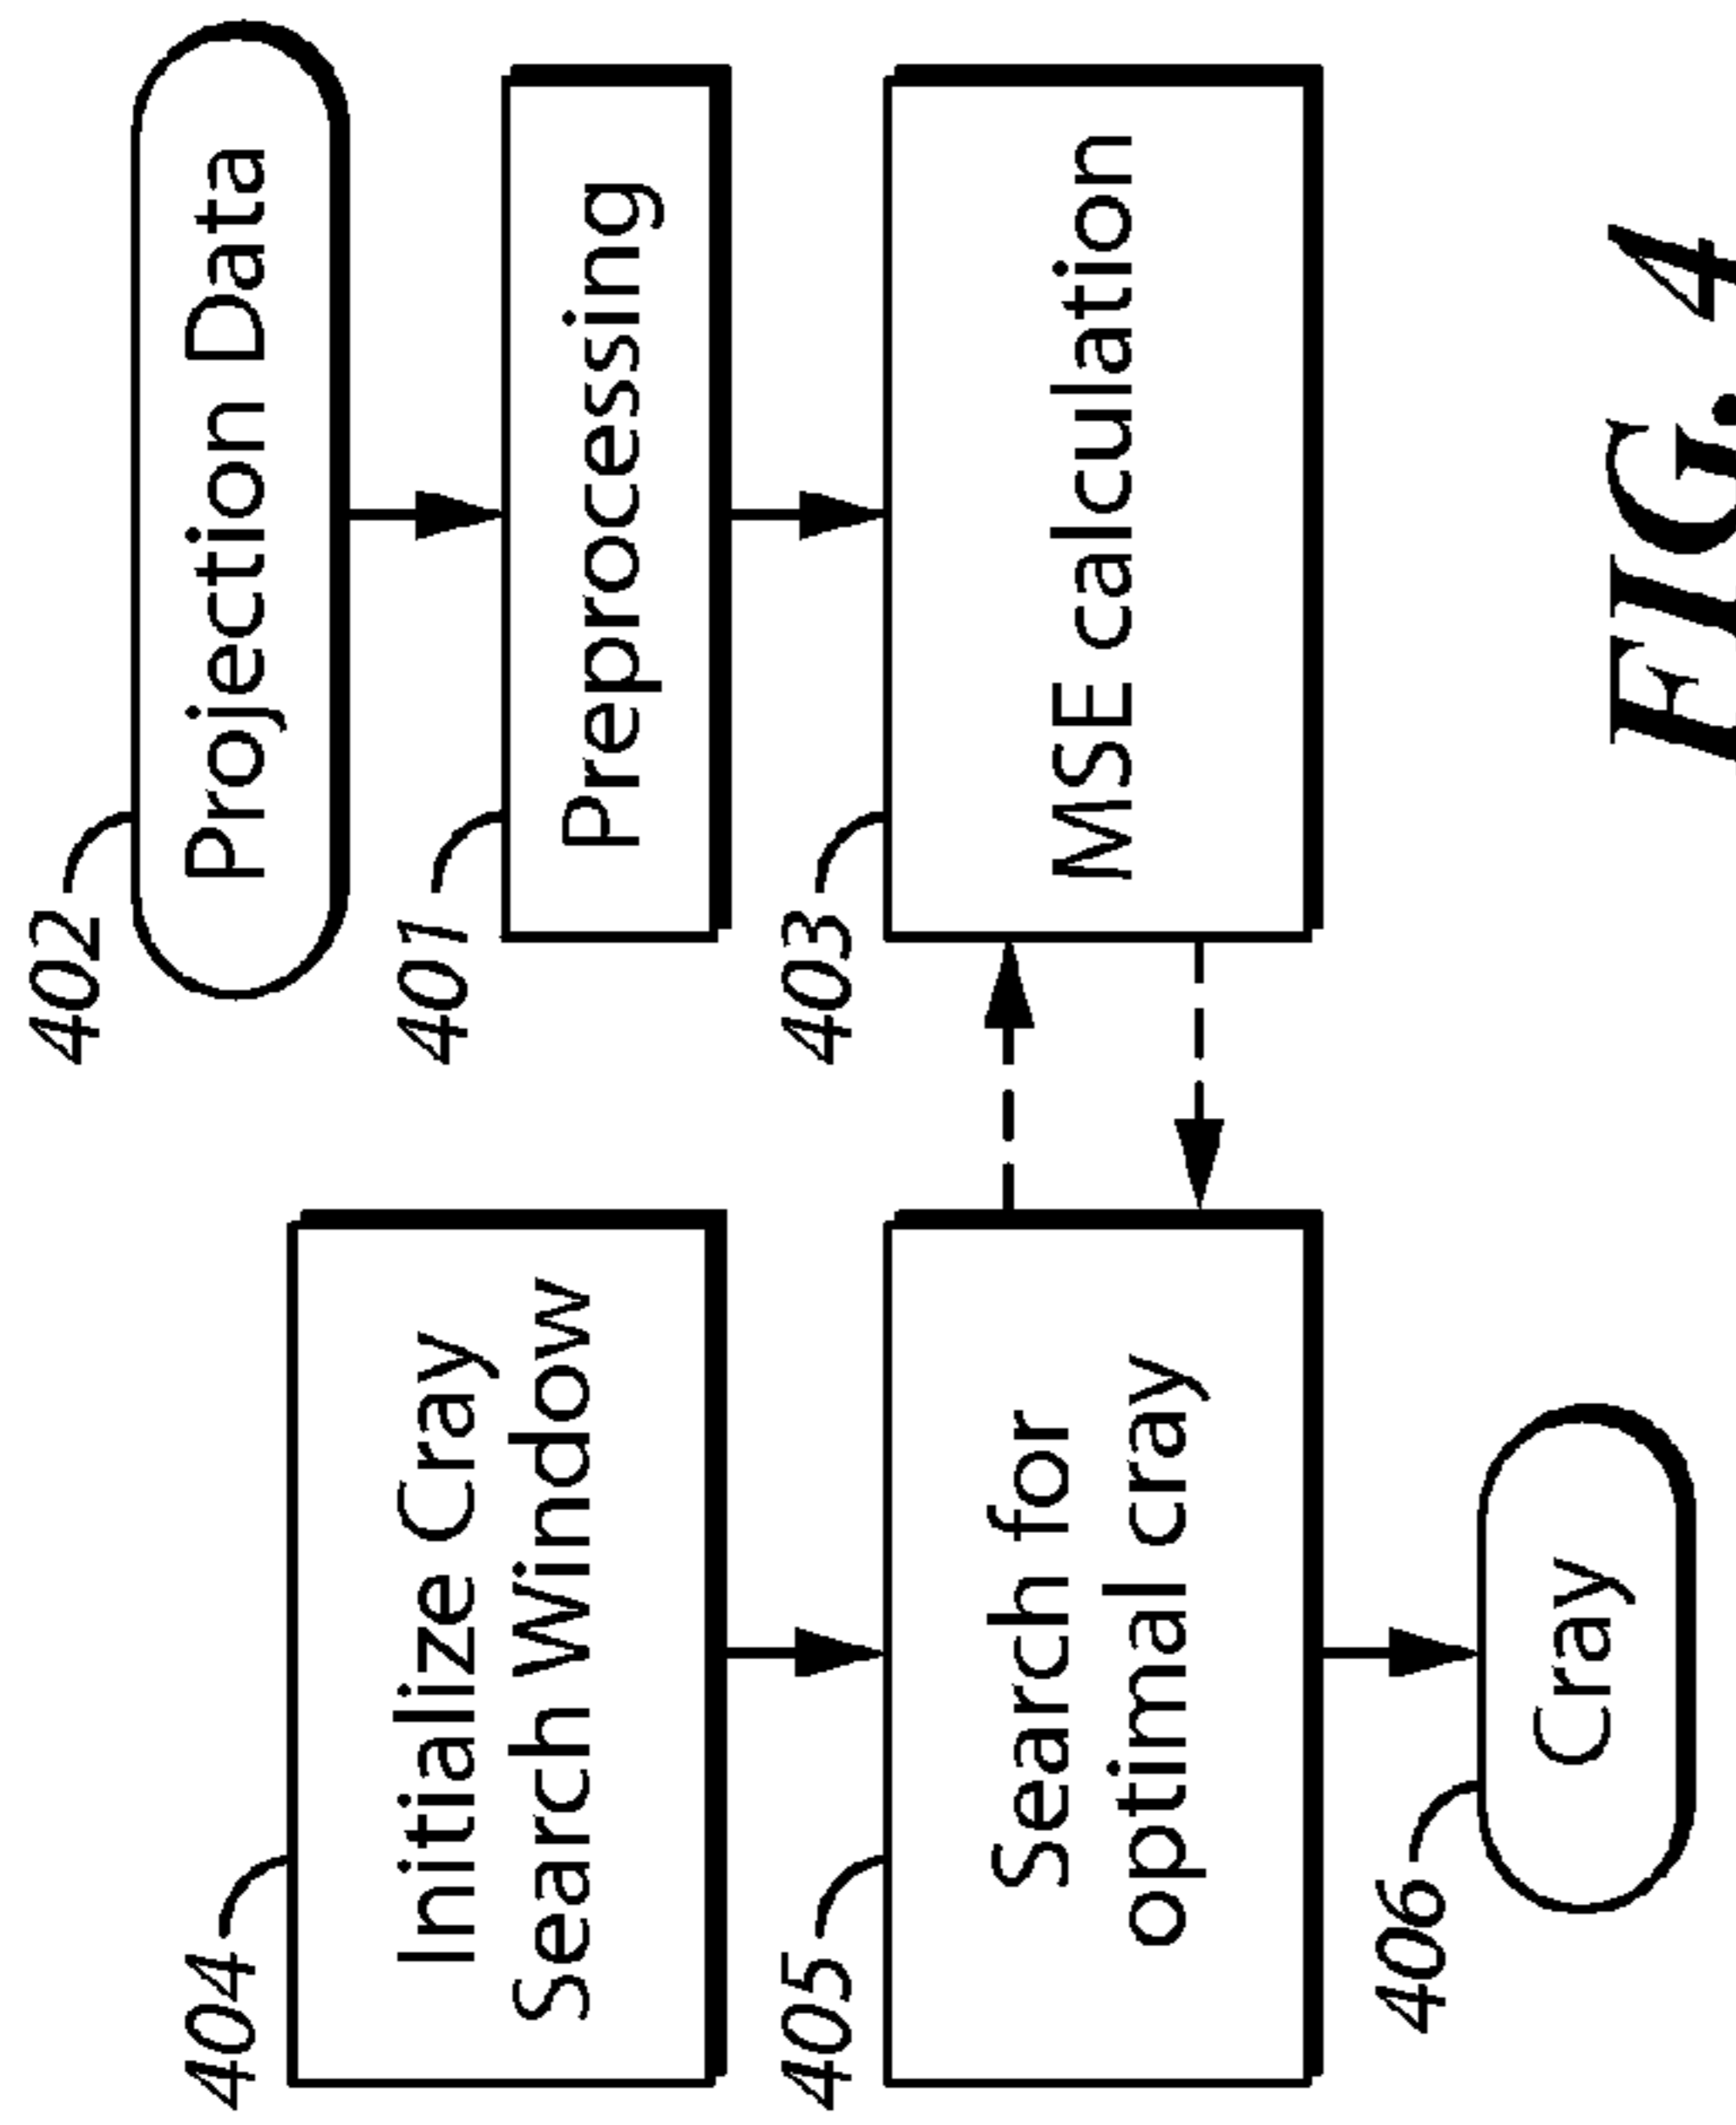 404
Initialize Cray
Search Window
405
Search for
optimal cray
406
Cray
402
Projection Data
401
Preprocessing
403
MSE calculation
FIG. 4